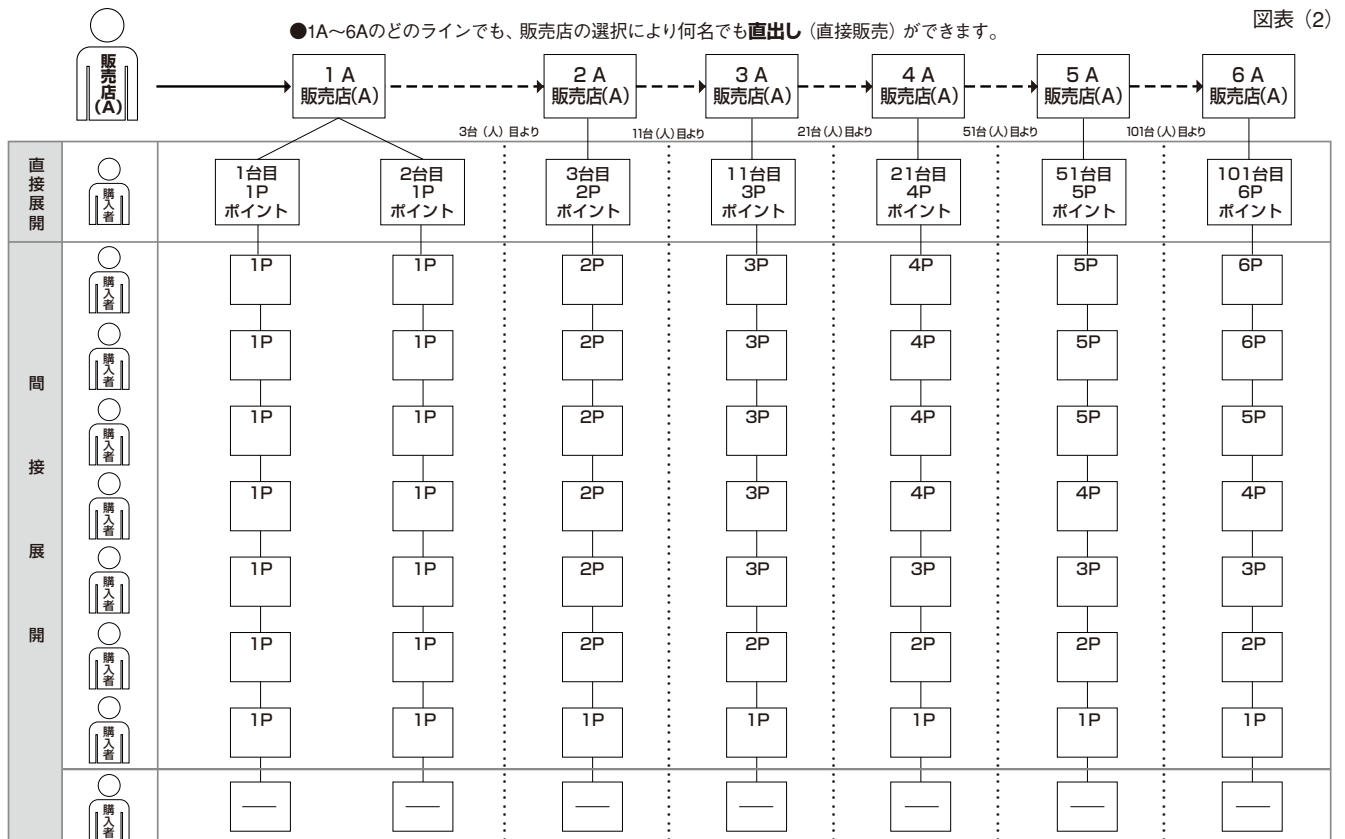 図表（2）
●1A～6Aのどのラインでも、販売店の選択により何名でも直出し（直接販売）ができます。
販売店(A)
1 A
販売店(A)
2 A
販売店(A)
3 A
販売店(A)
4 A
販売店(A)
5 A
販売店(A)
6 A
販売店(A)
3台（人）目より
11台（人）目より
21台（人）目より
51台（人）目より
101台（人）目より
直接展開
購入者
1台目
1P
ポイント
2台目
1P
ポイント
3台目
2P
ポイント
11台目
3P
ポイント
21台目
4P
ポイント
51台目
5P
ポイント
101台目
6P
ポイント
間接展開
購入者
1P 1P 2P 3P 4P 5P 6P
購入者
1P 1P 2P 3P 4P 5P 6P
購入者
1P 1P 2P 3P 4P 5P 5P
購入者
1P 1P 2P 3P 4P 4P 4P
購入者
1P 1P 2P 3P 3P 3P 3P
購入者
1P 1P 2P 2P 2P 2P 2P
購入者
1P 1P 1P 1P 1P 1P 1P
購入者
― ― ― ― ― ― ―